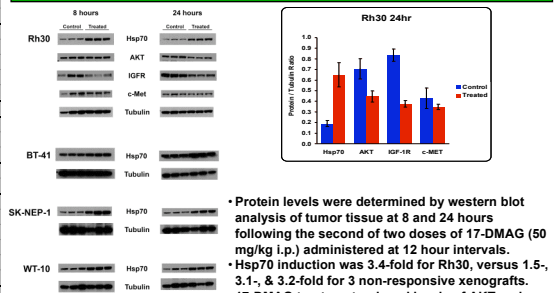 8 hours
24 hours
Control Treated
Control Treated
Rh30
Hsp70
AKT
IGFR
c-Met
Tubulin
BT-41
Hsp70
Tubulin
SK-NEP-1
Hsp70
Tubulin
WT-10
Hsp70
Tubulin
Rh30 24hr
Protein / Tubulin Ratio
1.0
0.9
0.8
0.7
0.6
0.5
0.4
0.3
0.2
0.1
0.0
Hsp70 AKT IGF-1R c-MET
Control
Treated
• Protein levels were determined by western blot
analysis of tumor tissue at 8 and 24 hours
following the second of two doses of 17-DMAG (50
mg/kg i.p.) administered at 12 hour intervals.
• Hsp70 induction was 3.4-fold for Rh30, versus 1.5-,
3.1-, & 3.2-fold for 3 non-responsive xenografts.